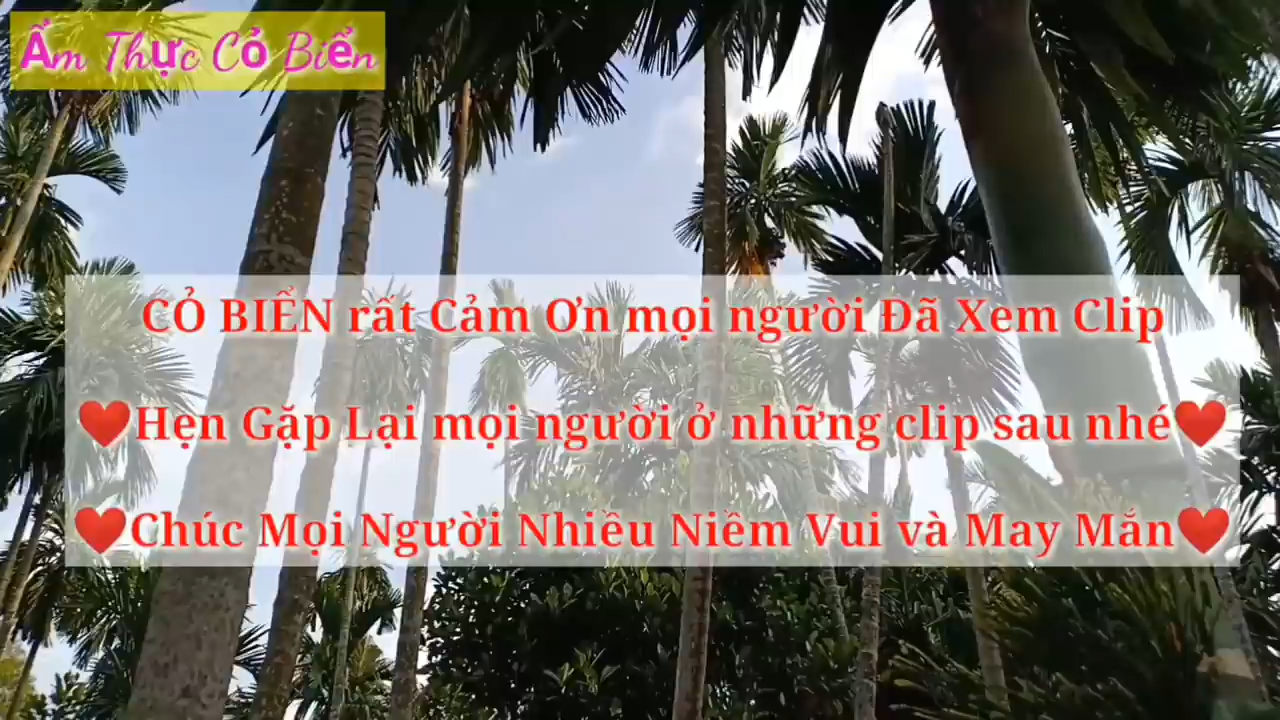 Ẩm Thực Cỏ Biển
CỎ BIỂN rất Cảm Ơn mọi người Đã Xem Clip
❤️Hẹn Gặp Lại mọi người ở những clip sau nhé❤️
❤️Chúc Mọi Người Nhiều Niềm Vui và May Mắn❤️